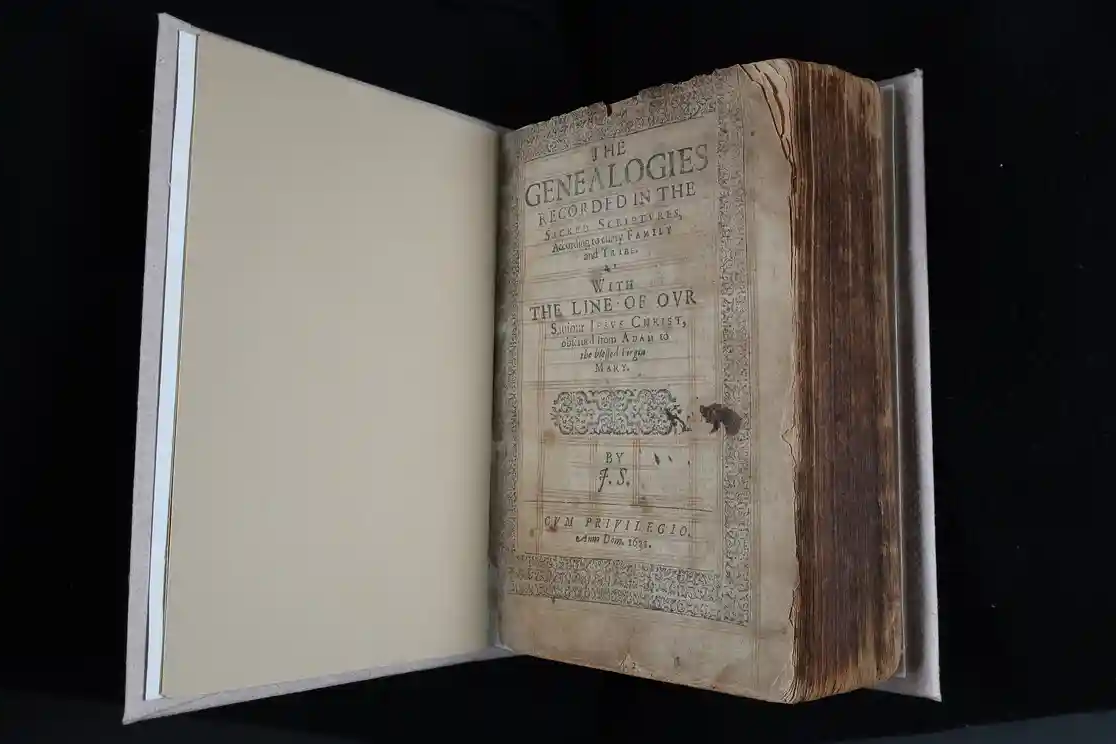 THE
GENEALOGIES
RECORDED IN THE
SACRED SCRIPTVRES,
According to euery FAMILY
and TRIBE.
WITH
THE LINE OF OVR
Sauiour IESVS CHRIST,
obserued from ADAM to
the blessed Virgin
MARY.
BY
J. S.
CVM PRIVILEGIO.
Anno Dom.